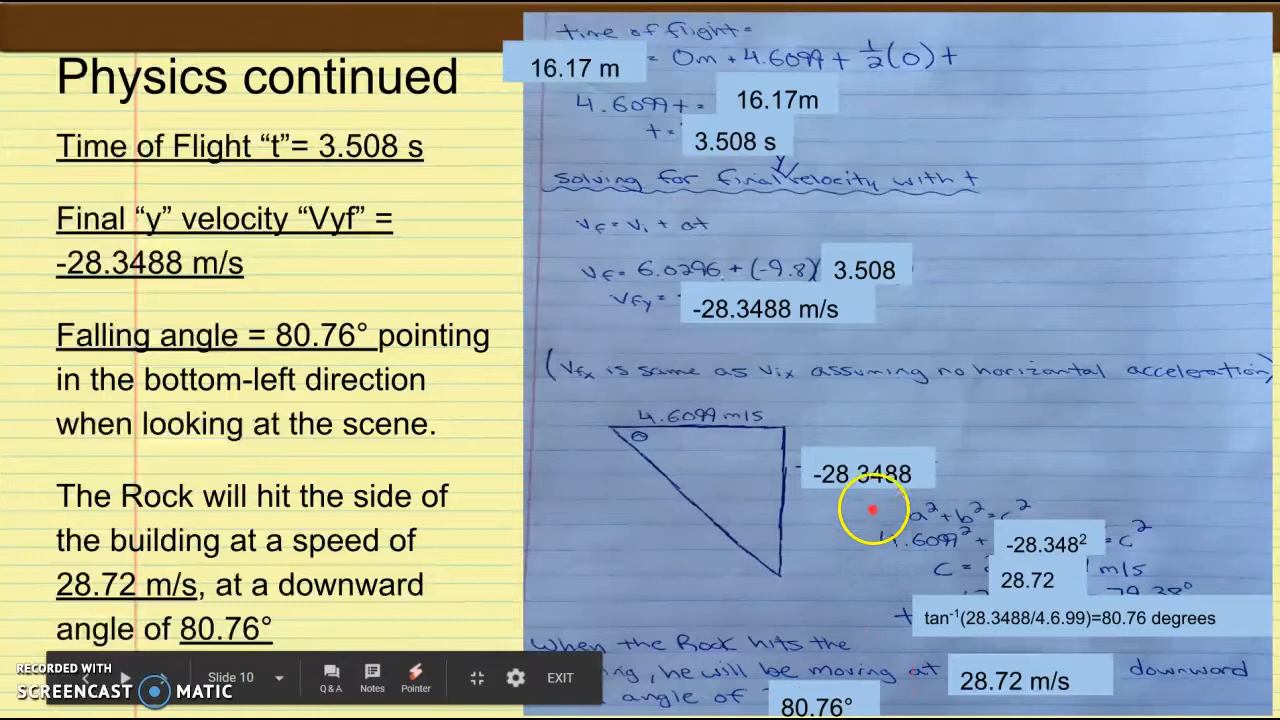 Physics continued
Time of Flight “t”= 3.508 s
Final “y” velocity “Vyf” =
-28.3488 m/s
Falling angle = 80.76° pointing
in the bottom-left direction
when looking at the scene.
The Rock will hit the side of
the building at a speed of
28.72 m/s, at a downward
angle of 80.76°
time of flight=
16.17 m = 0m + 4.6099 + 1/2(0)t
4.6099t = 16.17m
t = 3.508 s
solving for final y velocity with t
Vf = Vi + at
Vf = 6.0296 + (-9.8)( 3.508
Vfy = -28.3488 m/s
(Vfx is same as Vix assuming no horizontal acceleration)
4.6099 m/s
Θ
-28.3488
a²+b²=c²
4.6099² + -28.348² = c²
C = 28.72 m/s
tan-1(28.3488/4.6.99)=80.76 degrees
When the Rock hits the
he will be moving at 28.72 m/s downward
angle of 80.76°
RECORDED WITH
SCREENCAST MATIC
Slide 10
Q & A
Notes
Pointer
EXIT